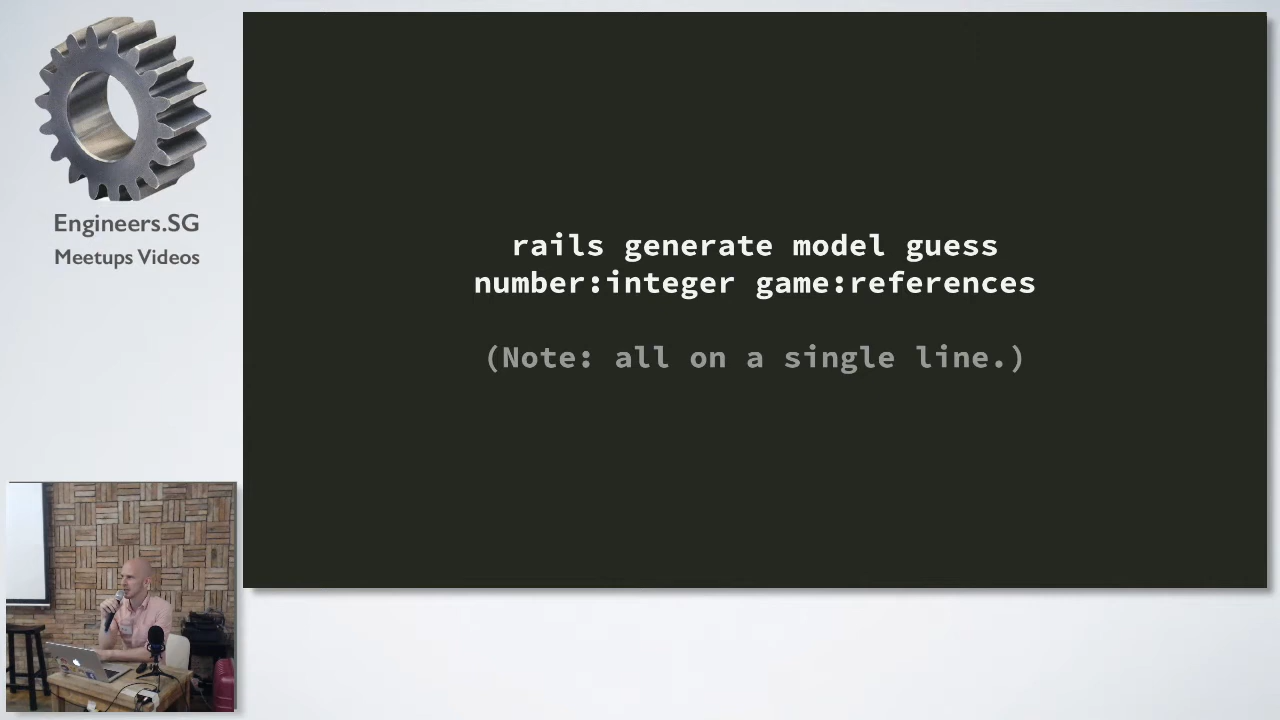 Engineers.SG
Meetups Videos
rails generate model guess
number:integer game:references
(Note: all on a single line.)